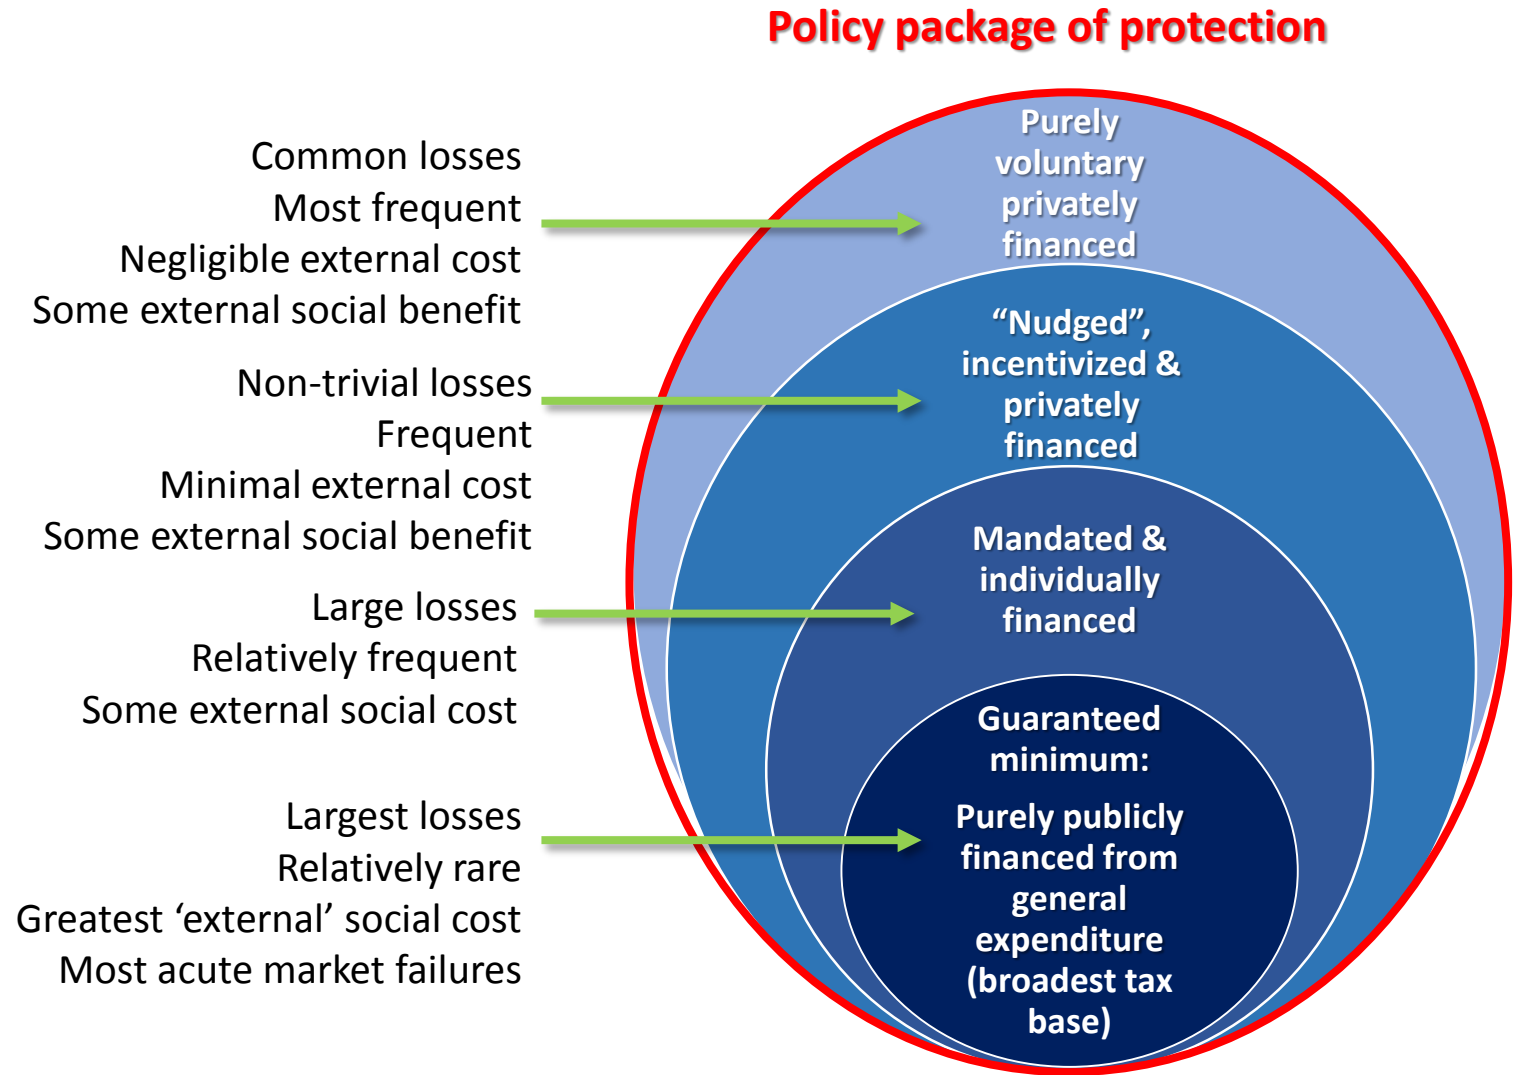 Policy package of protection
Common losses
Most frequent
Negligible external cost
Some external social benefit
Purely
voluntary
privately
financed
Non-trivial losses
Frequent
Minimal external cost
Some external social benefit
“Nudged”,
incentivized &
privately
financed
Large losses
Relatively frequent
Some external social cost
Mandated &
individually
financed
Largest losses
Relatively rare
Greatest ‘external’ social cost
Most acute market failures
Guaranteed
minimum:
Purely publicly
financed from
general
expenditure
(broadest tax
base)